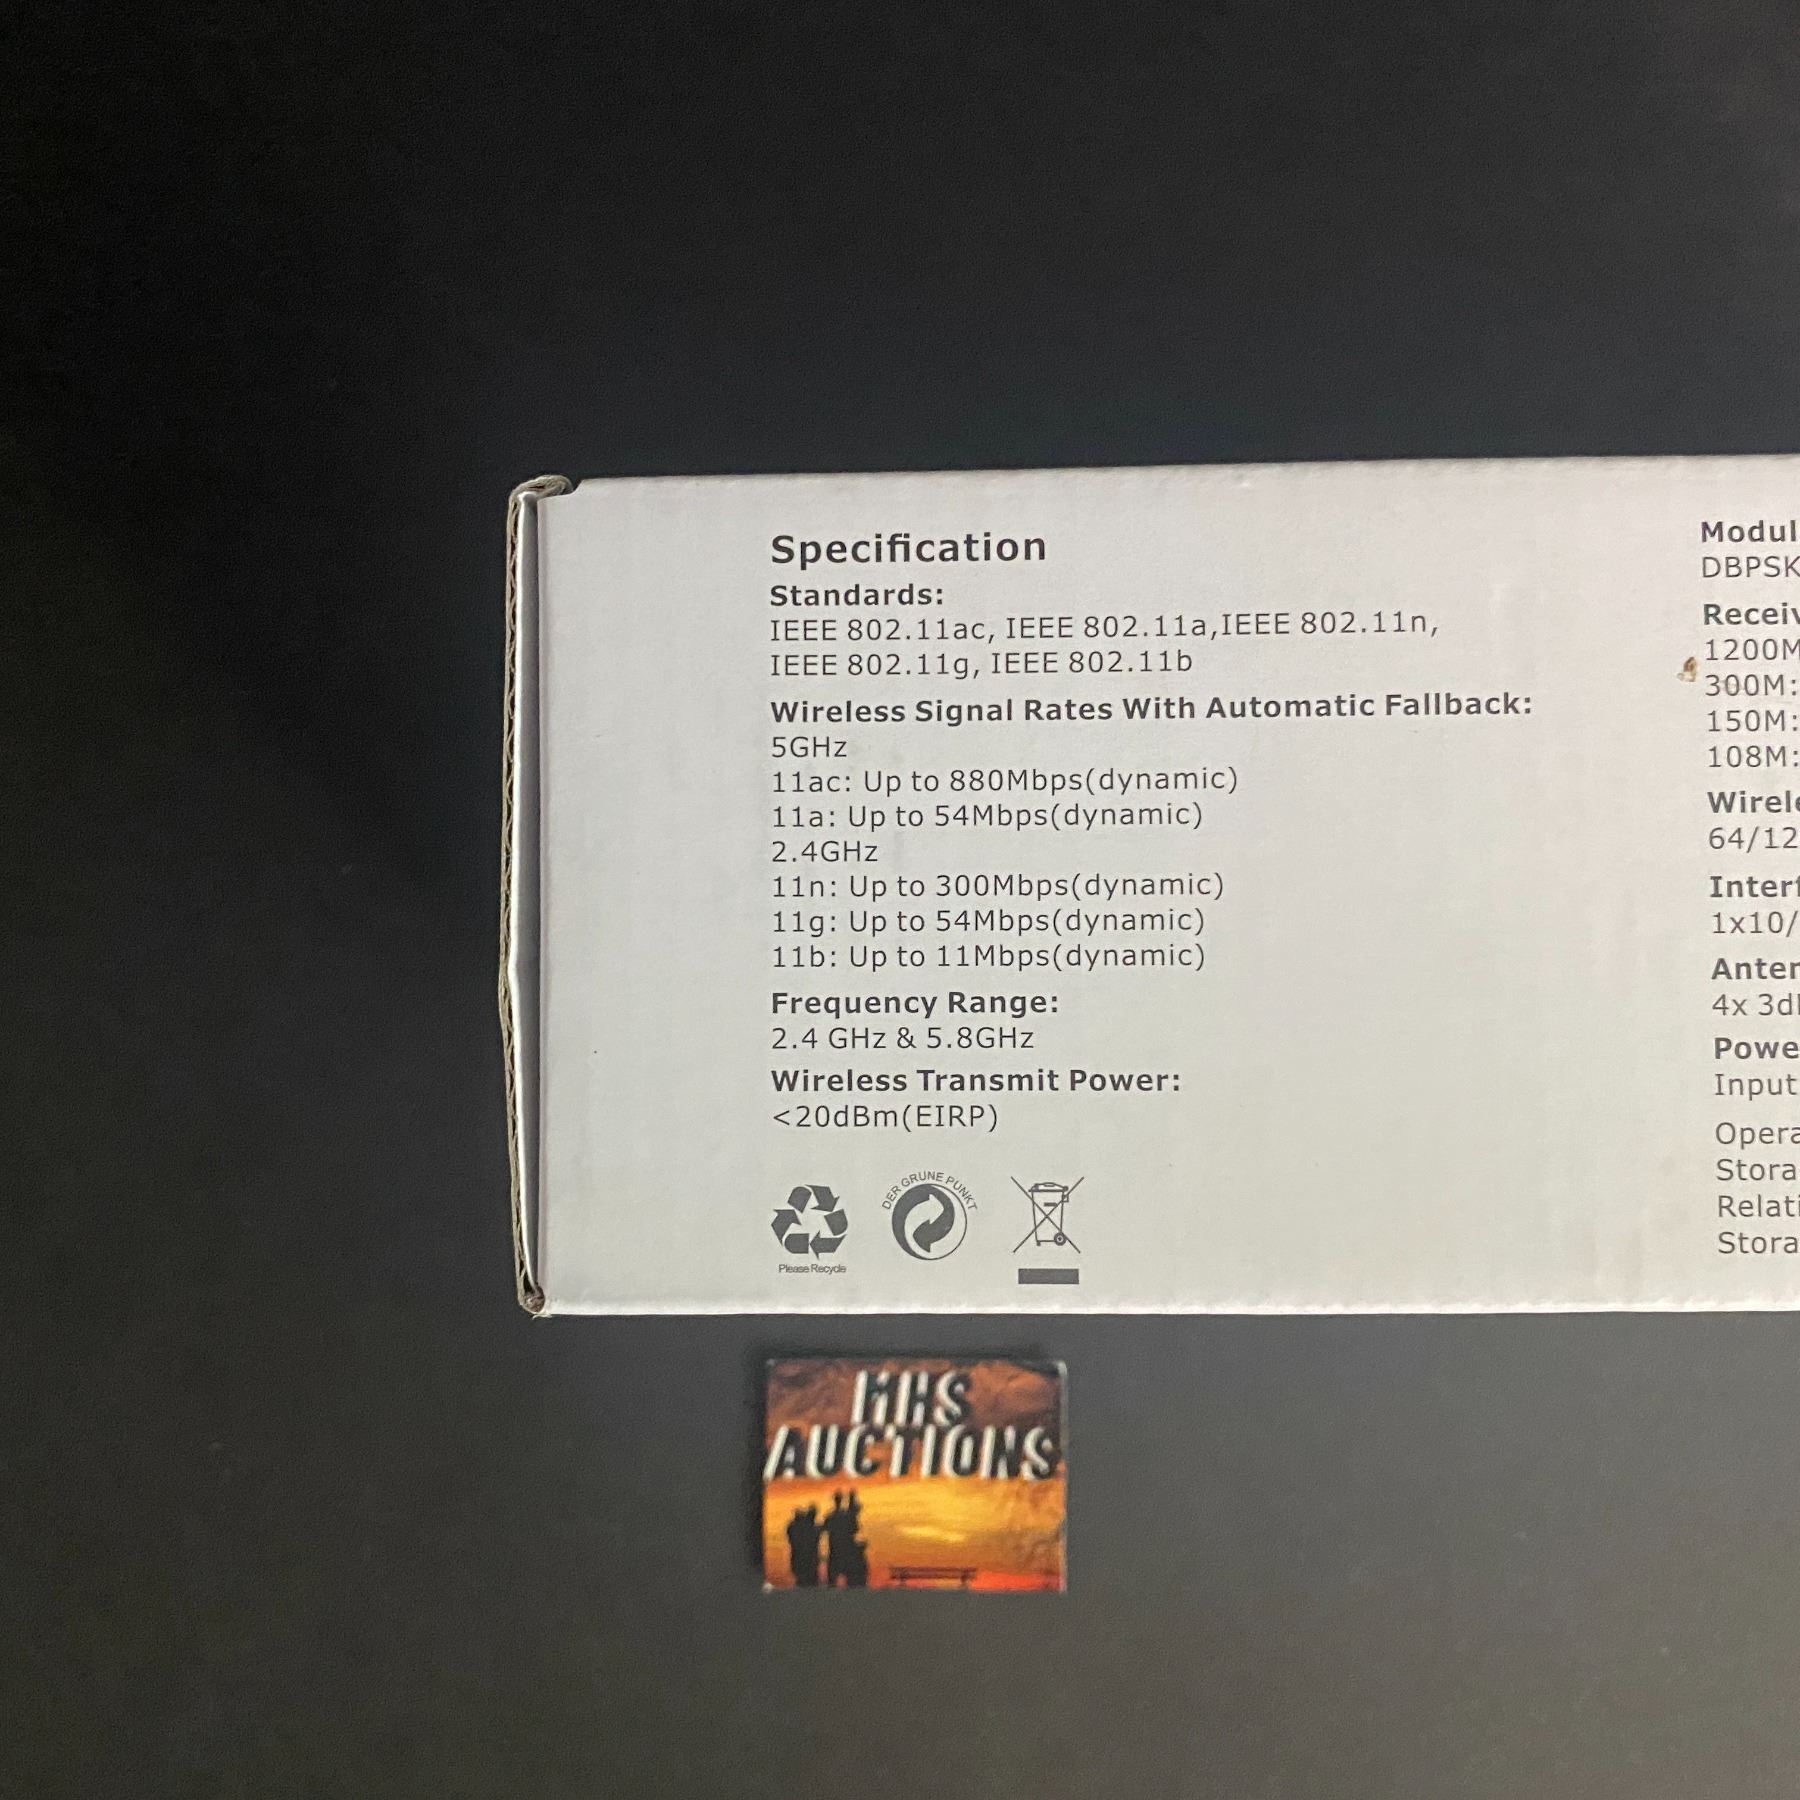 Specification
Standards:
IEEE 802.11ac, IEEE 802.11a,IEEE 802.11n,
IEEE 802.11g, IEEE 802.11b
Wireless Signal Rates With Automatic Fallback:
5GHz
11ac: Up to 880Mbps(dynamic)
11a: Up to 54Mbps(dynamic)
2.4GHz
11n: Up to 300Mbps(dynamic)
11g: Up to 54Mbps(dynamic)
11b: Up to 11Mbps(dynamic)
Frequency Range:
2.4 GHz & 5.8GHz
Wireless Transmit Power:
<20dBm(EIRP)
Please Recycle
DER GRUNE PUNKT
Modul
DBPSK
Receiv
1200M
300M:
150M:
108M:
Wirele
64/12
Interf
1x10/
Anten
4x 3d
Powe
Input
Opera
Stora
Relati
Stora
MHS
AUCTIONS